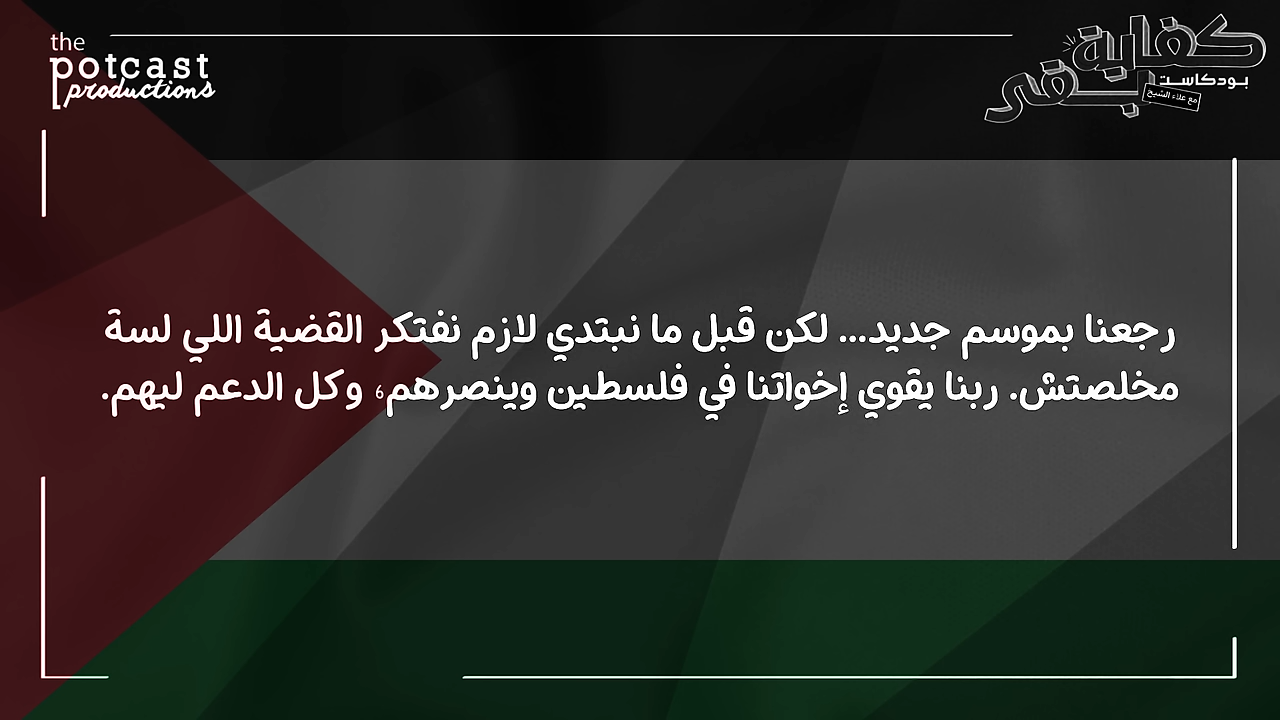 the
potcast
productions
كفاية
بقى
بودكاست
مع علاء الشيخ
رجعنا بموسم جديد... لكن قبل ما نبتدي لازم نفتكر القضية اللي لسة
مخلصتش. ربنا يقوي إخواتنا في فلسطين وينصرهم، وكل الدعم ليهم.